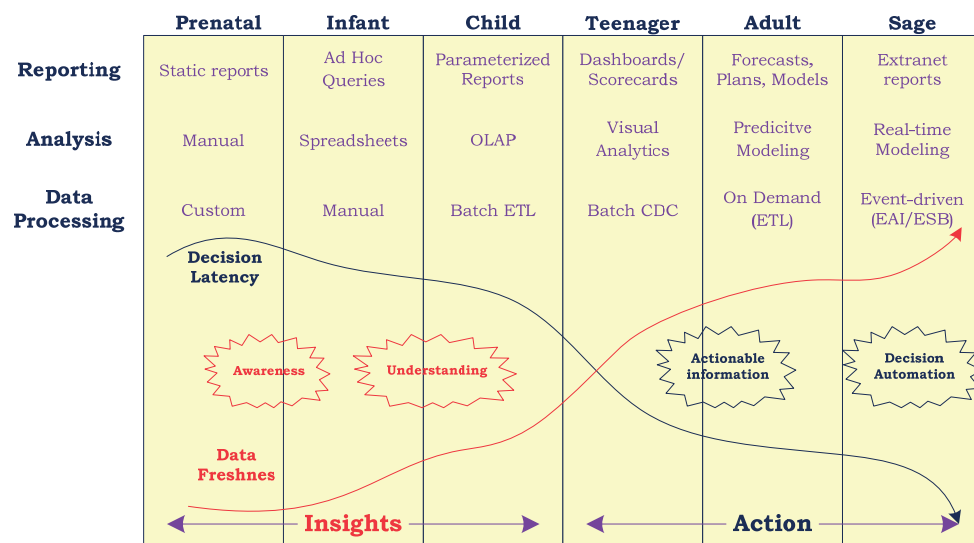 Prenatal Infant Child Teenager Adult Sage
Reporting
Static reports
Ad Hoc
Queries
Parameterized
Reports
Dashboards/
Scorecards
Forecasts,
Plans, Models
Extranet
reports
Analysis
Manual
Spreadsheets
OLAP
Visual
Analytics
Predicitve
Modeling
Real-time
Modeling
Data
Processing
Custom
Manual
Batch ETL
Batch CDC
On Demand
(ETL)
Event-driven
(EAI/ESB)
Decision
Latency
Awareness
Understanding
Actionable
information
Decision
Automation
Data
Freshnes
Insights
Action